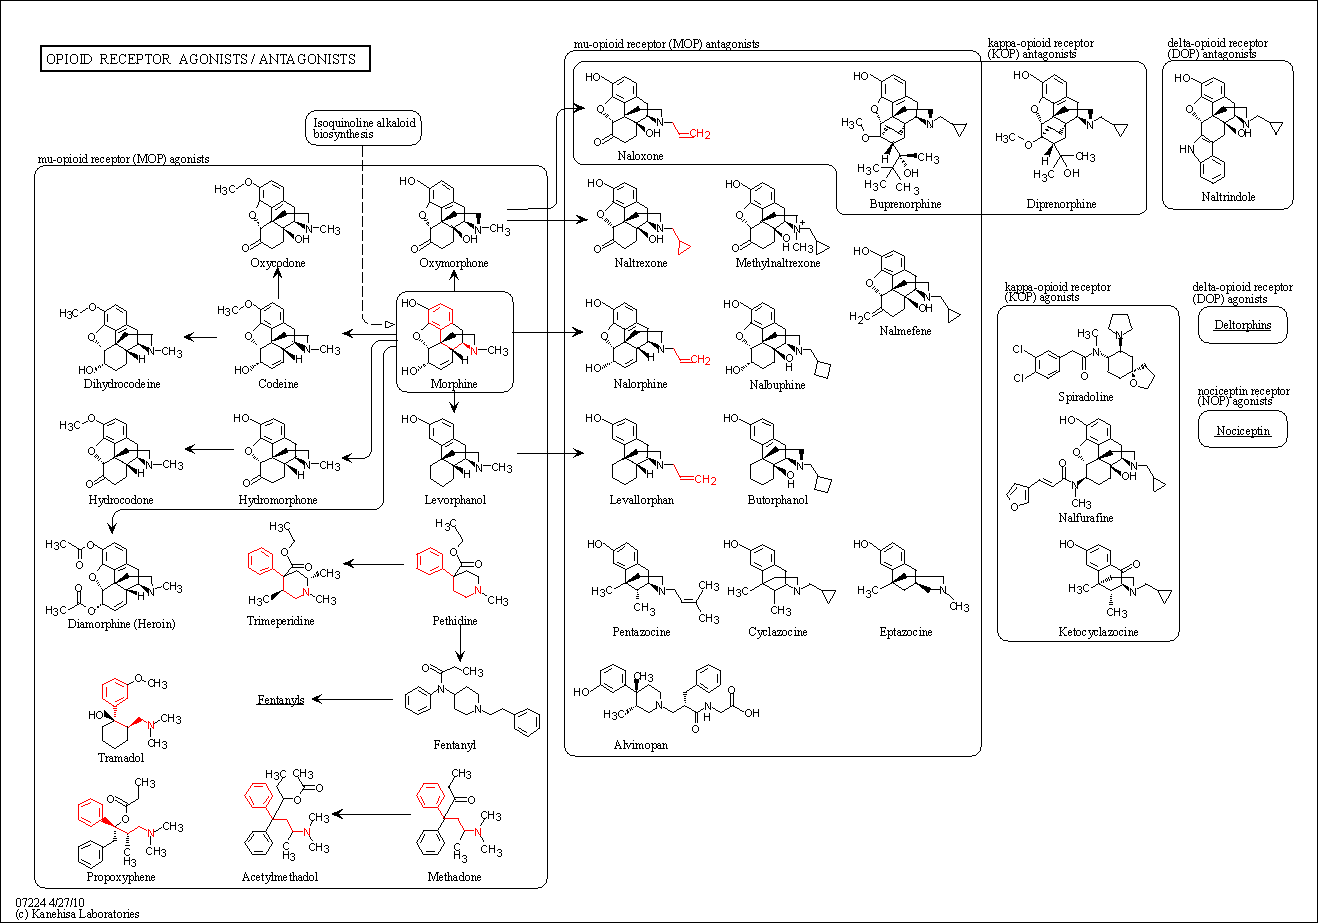 OPIOID RECEPTOR AGONISTS / ANTAGONISTS
Isoquinoline alkaloid
biosynthesis
mu-opioid receptor (MOP) agonists
Oxycodone
Oxymorphone
Dihydrocodeine
Codeine
Morphine
Hydrocodone
Hydromorphone
Levorphanol
Diamorphine (Heroin)
Trimeperidine
Pethidine
Tramadol
Fentanyls
Fentanyl
Propoxyphene
Acetylmethadol
Methadone
mu-opioid receptor (MOP) antagonists
kappa-opioid receptor
(KOP) antagonists
delta-opioid receptor
(DOP) antagonists
Naloxone
Buprenorphine
Diprenorphine
Naltrindole
Naltrexone
Methylnaltrexone
Nalmefene
Nalorphine
Nalbuphine
Levallorphan
Butorphanol
Pentazocine
Cyclazocine
Eptazocine
Alvimopan
kappa-opioid receptor
(KOP) agonists
Spiradoline
Nalfurafine
Ketocyclazocine
delta-opioid receptor
(DOP) agonists
Deltorphins
nociceptin receptor
(NOP) agonists
Nociceptin
07224 4/27/10
(c) Kanehisa Laboratories